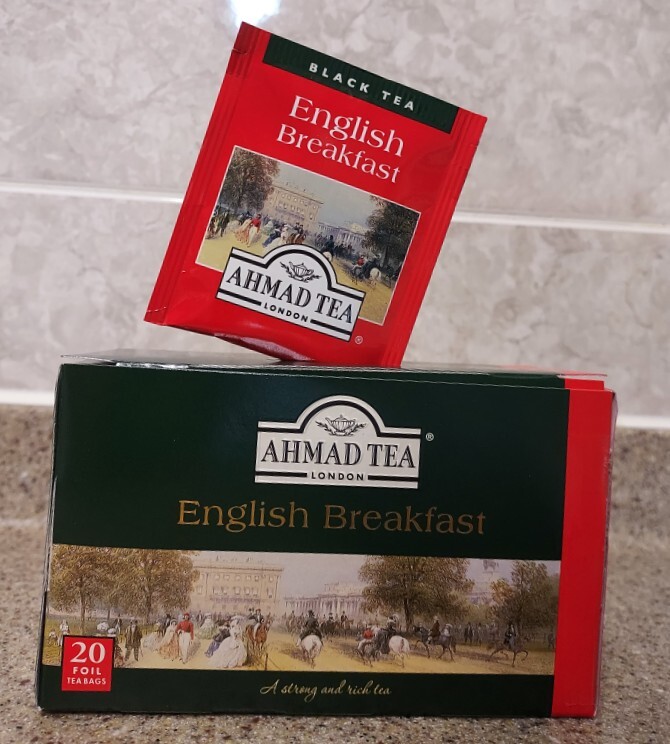 BLACK TEA
English
Breakfast
AHMAD TEA
LONDON
®
AHMAD TEA
®
LONDON
English Breakfast
20
FOIL
TEA BAGS
A strong and rich tea